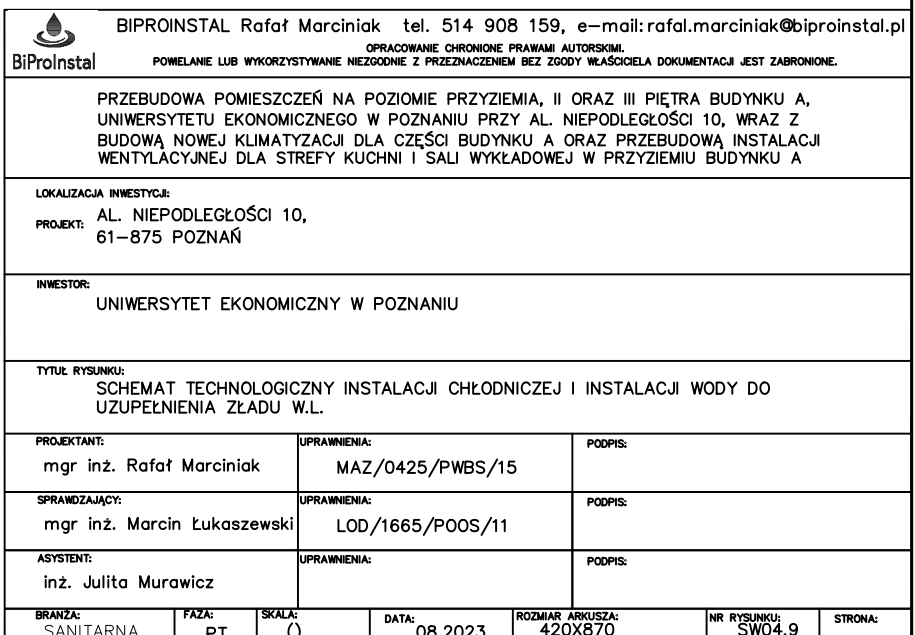 BIPROINSTAL Rafał Marciniak tel. 514 908 159, e-mail: rafal.marciniak@biproinstal.pl
BiProInstal
OPRACOWANIE CHRONIONE PRAWAMI AUTORSKIMI.
POWIELANIE LUB WYKORZYSTYWANIE NIEZGODNIE Z PRZEZNACZENIEM BEZ ZGODY WŁAŚCICIELA DOKUMENTACJI JEST ZABRONIONE.
PRZEBUDOWA POMIESZCZEŃ NA POZIOMIE PRZYZIEMIA, II ORAZ III PIĘTRA BUDYNKU A,
UNIWERSYTETU EKONOMICZNEGO W POZNANIU PRZY AL. NIEPODLEGŁOŚCI 10, WRAZ Z
BUDOWĄ NOWEJ KLIMATYZACJI DLA CZĘŚCI BUDYNKU A ORAZ PRZEBUDOWĄ INSTALACJI
WENTYLACYJNEJ DLA STREFY KUCHNI I SALI WYKŁADOWEJ W PRZYZIEMIU BUDYNKU A
LOKALIZACJA INWESTYCJI:
PROJEKT: AL. NIEPODLEGŁOŚCI 10,
61-875 POZNAŃ
INWESTOR:
UNIWERSYTET EKONOMICZNY W POZNANIU
TYTUŁ RYSUNKU:
SCHEMAT TECHNOLOGICZNY INSTALACJI CHŁODNICZEJ I INSTALACJI WODY DO
UZUPEŁNIENIA ZŁADU W.L.
PROJEKTANT: UPRAWNIENIA: PODPIS:
mgr inż. Rafał Marciniak MAZ/0425/PWBS/15
SPRAWDZAJĄCY: UPRAWNIENIA: PODPIS:
mgr inż. Marcin Łukaszewski LOD/1665/POOS/11
ASYSTENT: UPRAWNIENIA: PODPIS:
inż. Julita Murawicz
BRANŻA: FAZA: SKALA: DATA: ROZMIAR ARKUSZA: NR RYSUNKU: STRONA:
SANITARNA PT () 08.2023 420X870 SW04.9